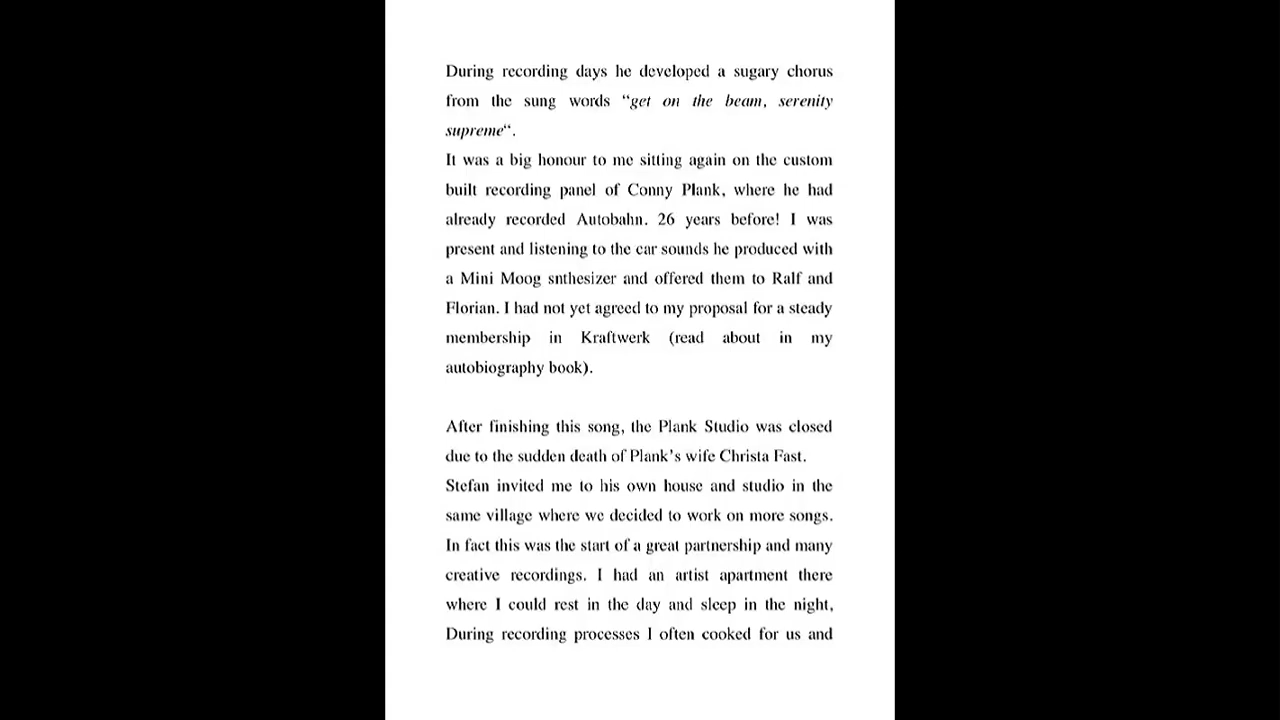 During recording days he developed a sugary chorus
from the sung words “get on the beam, serenity
supreme“.
It was a big honour to me sitting again on the custom
built recording panel of Conny Plank, where he had
already recorded Autobahn. 26 years before! I was
present and listening to the car sounds he produced with
a Mini Moog snthesizer and offered them to Ralf and
Florian. I had not yet agreed to my proposal for a steady
membership in Kraftwerk (read about in my
autobiography book).
After finishing this song, the Plank Studio was closed
due to the sudden death of Plank’s wife Christa Fast.
Stefan invited me to his own house and studio in the
same village where we decided to work on more songs.
In fact this was the start of a great partnership and many
creative recordings. I had an artist apartment there
where I could rest in the day and sleep in the night,
During recording processes I often cooked for us and